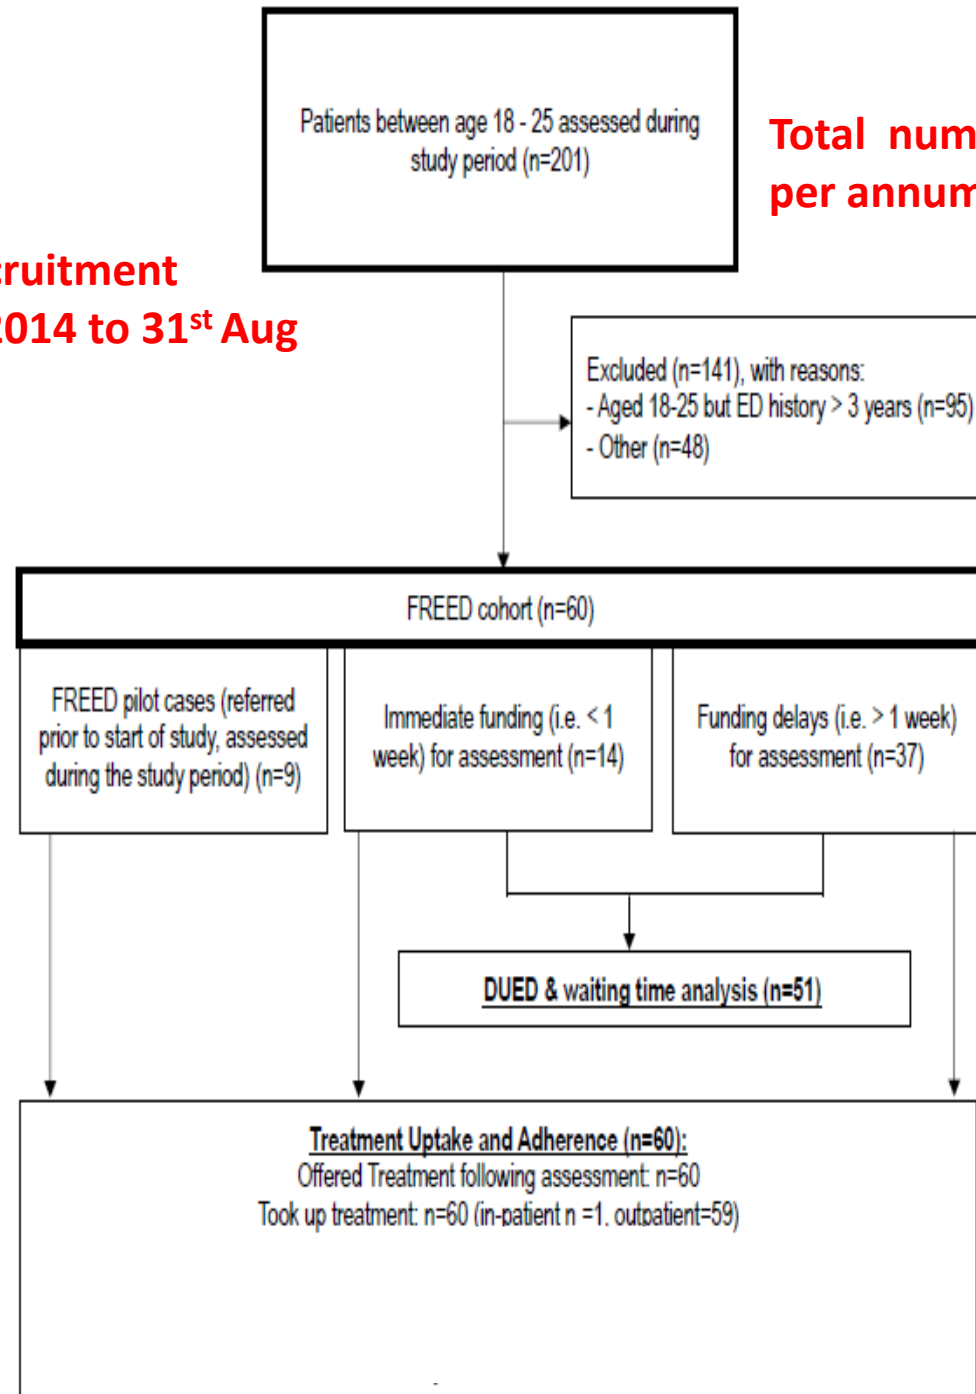 Patients between age 18 - 25 assessed during
study period (n=201)
Total num
per annum
cruitment
2014 to 31st Aug
Excluded (n=141), with reasons:
- Aged 18-25 but ED history > 3 years (n=95)
- Other (n=48)
FREED cohort (n=60)
FREED pilot cases (referred
prior to start of study, assessed
during the study period) (n=9)
Immediate funding (i.e. < 1
week) for assessment (n=14)
Funding delays (i.e. > 1 week)
for assessment (n=37)
DUED & waiting time analysis (n=51)
Treatment Uptake and Adherence (n=60):
Offered Treatment following assessment: n=60
Took up treatment: n=60 (in-patient n =1, outpatient=59)
-